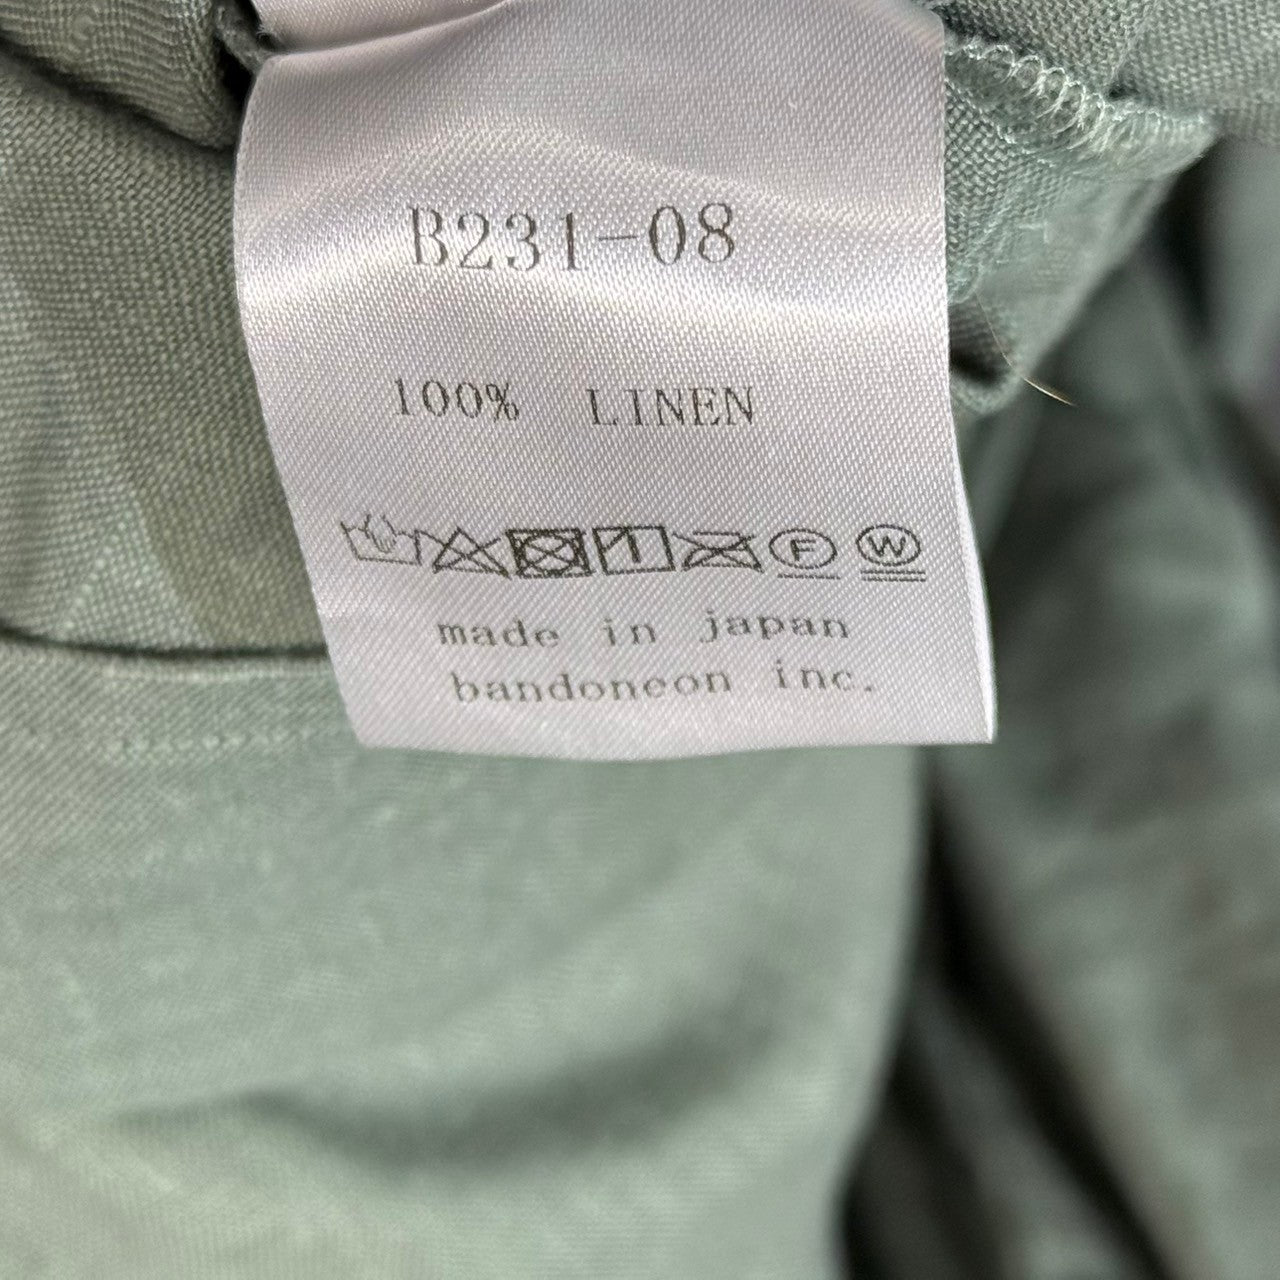 B231-08
100% LINEN
F W
made in japan
bandoneon inc.